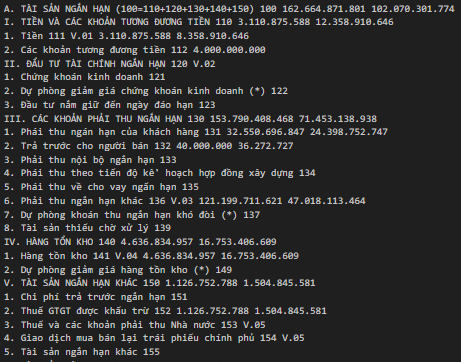 A. TÀI SẢN NGẮN HẠN (100=110+120+130+140+150) 100 162.664.871.801 102.070.301.774
I. TIỀN VÀ CÁC KHOẢN TƯƠNG ĐƯƠNG TIỀN 110 3.110.875.588 12.358.910.646
1. Tiền 111 V.01 3.110.875.588 8.358.910.646
2. Các khoản tương đương tiền 112 4.000.000.000
II. ĐẦU TƯ TÀI CHÍNH NGẮN HẠN 120 V.02
1. Chứng khoán kinh doanh 121
2. Dự phòng giảm giá chứng khoán kinh doanh (*) 122
3. Đầu tư nắm giữ đến ngày đáo hạn 123
III. CÁC KHOẢN PHẢI THU NGẮN HẠN 130 153.790.408.468 71.453.138.938
1. Phải thu ngán hạn của khách hàng 131 32.550.696.847 24.398.752.747
2. Trả trước cho người bán 132 40.000.000 36.272.727
3. Phải thu nội bộ ngắn hạn 133
4. Phải thu theo tiến độ kê' hoạch hợp đồng xây dựng 134
5. Phải thu về cho vay ngắn hạn 135
6. Phải thu ngắn hạn khác 136 V.03 121.199.711.621 47.018.113.464
7. Dự phòng khoản thu ngắn hạn khó đòi (*) 137
8. Tài sản thiếu chờ xử lý 139
IV. HÀNG TỒN KHO 140 4.636.834.957 16.753.406.609
1. Hàng tồn kho 141 V.04 4.636.834.957 16.753.406.609
2. Dự phòng giảm giá hàng tồn kho (*) 149
V. TÀI SẢN NGẮN HẠN KHÁC 150 1.126.752.788 1.504.845.581
1. Chi phí trả trước ngắn hạn 151
2. Thuế GTGT được khấu trừ 152 1.126.752.788 1.504.845.581
3. Thuế và các khoản phải thu Nhà nước 153 V.05
4. Giao dịch mua bán lại trái phiếu chính phủ 154 V.05
5. Tài sản ngắn hạn khác 155